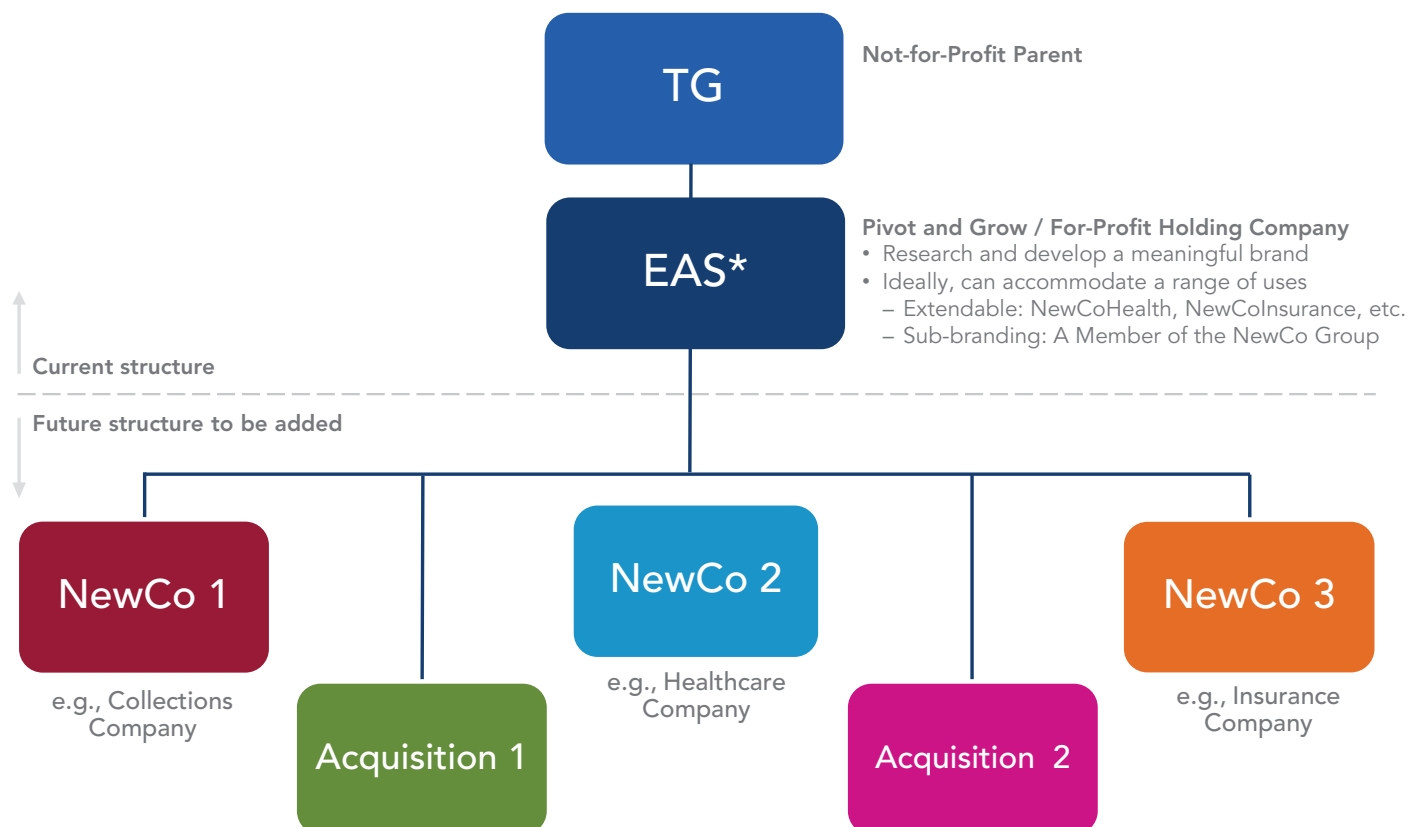 TG
Not-for-Profit Parent
EAS*
Pivot and Grow / For-Profit Holding Company
• Research and develop a meaningful brand
• Ideally, can accommodate a range of uses
– Extendable: NewCoHealth, NewCoInsurance, etc.
– Sub-branding: A Member of the NewCo Group
Current structure
Future structure to be added
NewCo 1
e.g., Collections
Company
Acquisition 1
NewCo 2
e.g., Healthcare
Company
Acquisition 2
NewCo 3
e.g., Insurance
Company